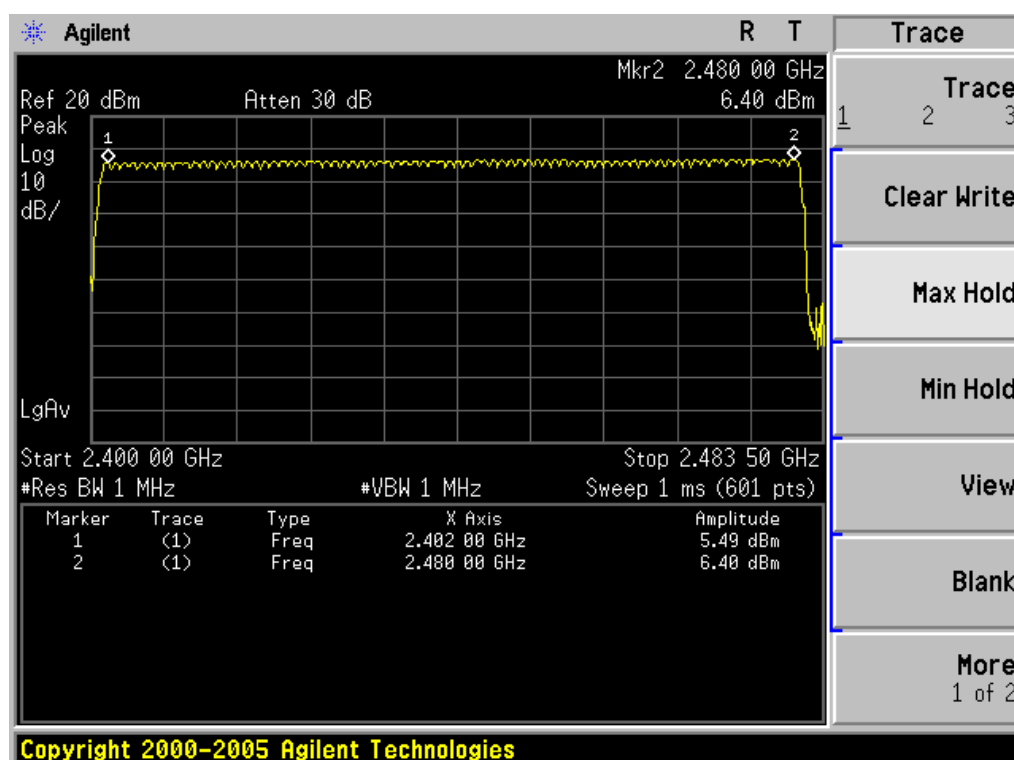 Agilent R T
Mkr2 2.480 00 GHz
Ref 20 dBm Atten 30 dB 6.40 dBm
Peak
Log
10
dB/
1
2
LgAv
Start 2.400 00 GHz Stop 2.483 50 GHz
#Res BW 1 MHz #VBW 1 MHz Sweep 1 ms (601 pts)
Marker Trace Type X Axis Amplitude
1 (1) Freq 2.402 00 GHz 5.49 dBm
2 (1) Freq 2.480 00 GHz 6.40 dBm
Trace
Trace
1 2 3
Clear Write
Max Hold
Min Hold
View
Blank
More
1 of 2
Copyright 2000-2005 Agilent Technologies